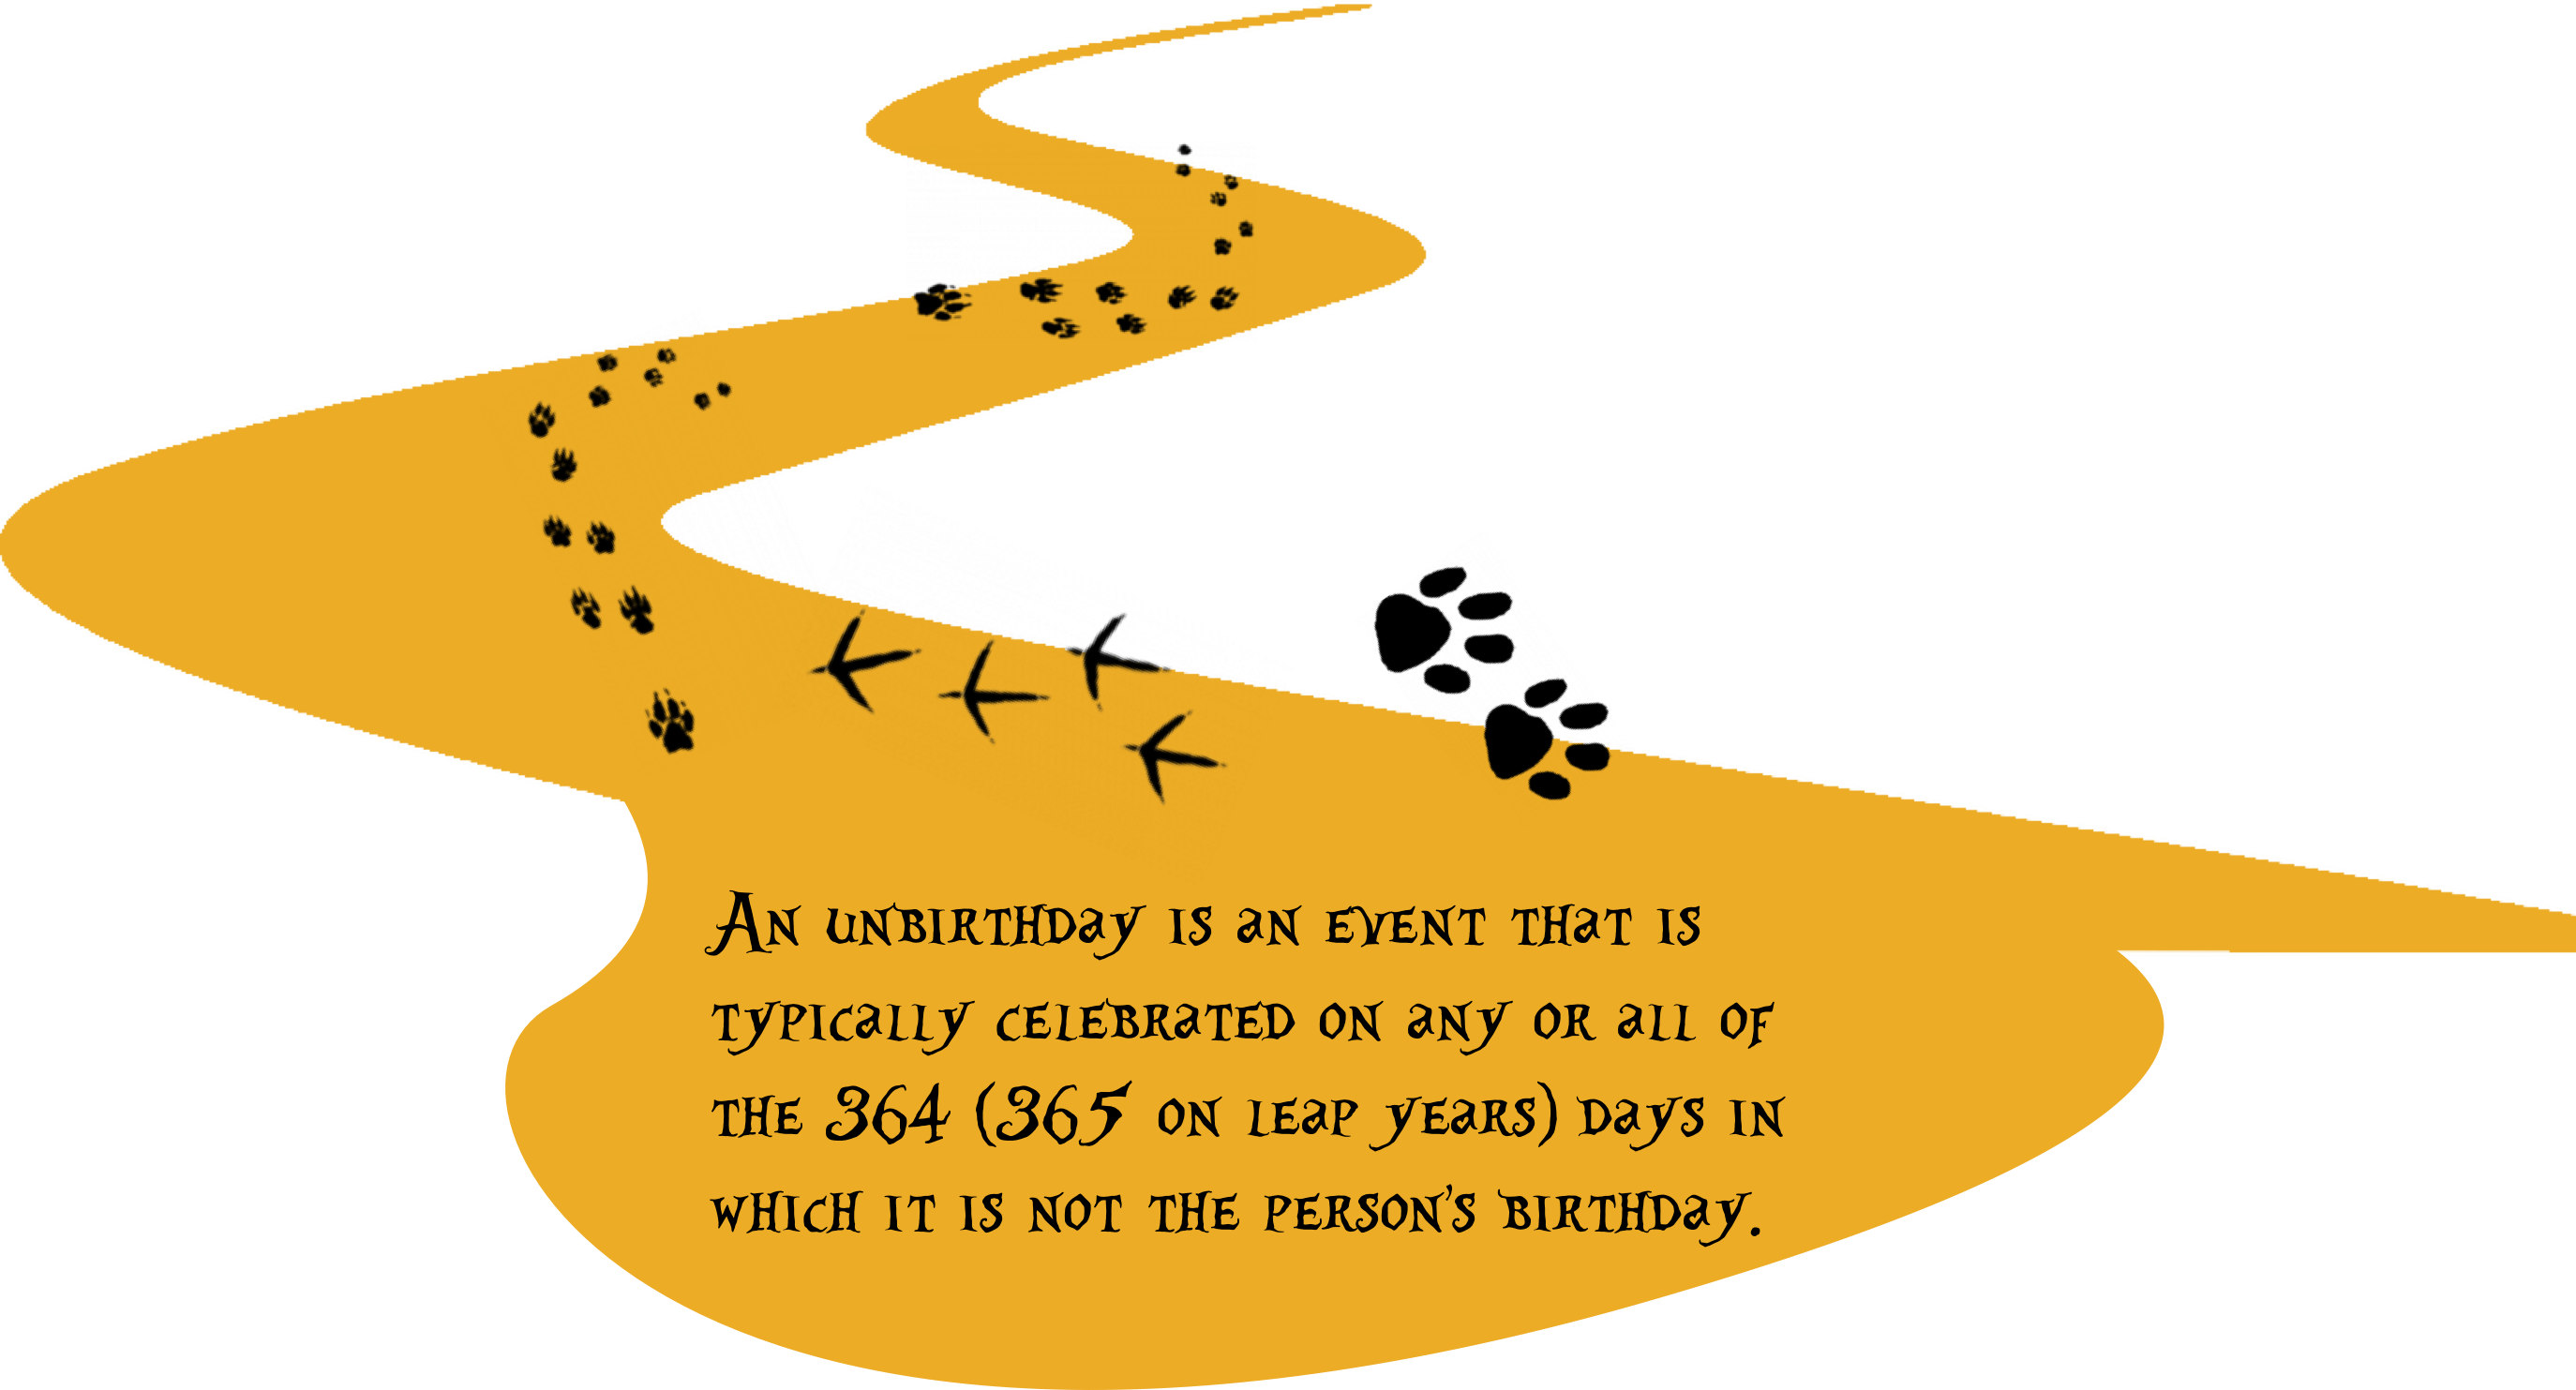 An unbirthday is an event that is
typically celebrated on any or all of
the 364 (365 on leap years) days in
which it is not the person's birthday.